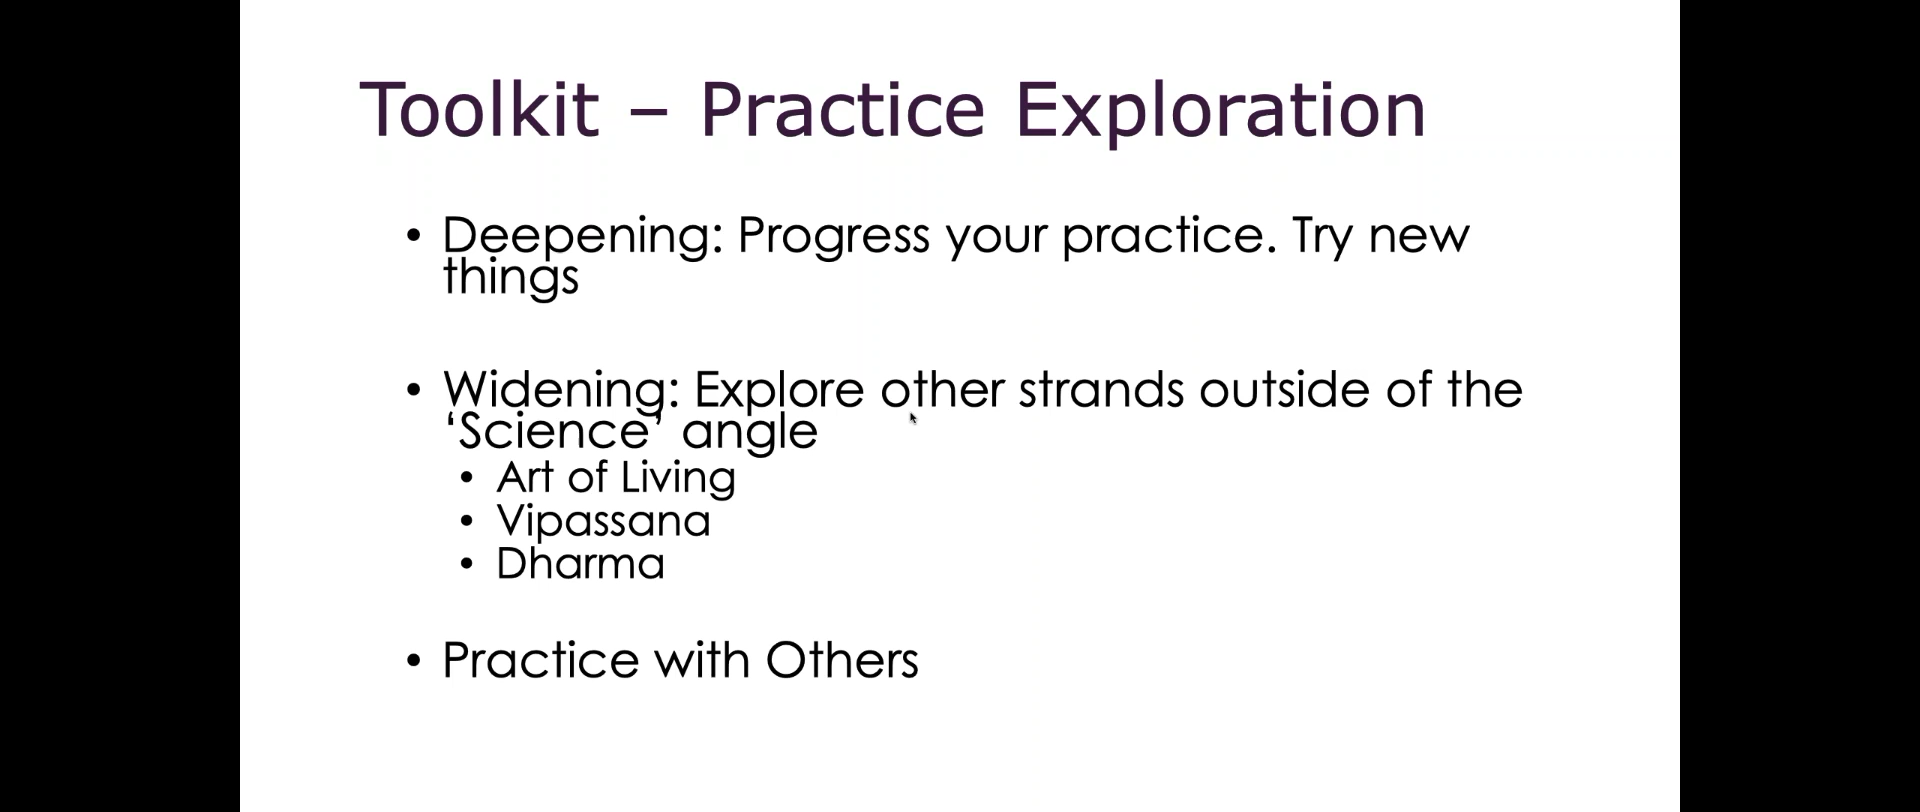 Toolkit – Practice Exploration
• Deepening: Progress your practice. Try new
things
• Widening: Explore other strands outside of the
‘Science’ angle
• Art of Living
• Vipassana
• Dharma
• Practice with Others